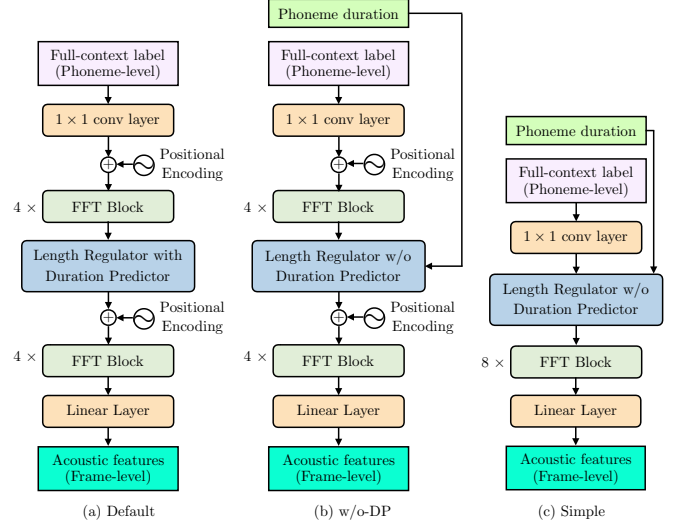 Full-context label
(Phoneme-level)
1 × 1 conv layer
Positional
Encoding
4 ×
FFT Block
Length Regulator with
Duration Predictor
Positional
Encoding
4 ×
FFT Block
Linear Layer
Acoustic features
(Frame-level)
(a) Default
Phoneme duration
Full-context label
(Phoneme-level)
1 × 1 conv layer
Positional
Encoding
4 ×
FFT Block
Length Regulator w/o
Duration Predictor
Positional
Encoding
4 ×
FFT Block
Linear Layer
Acoustic features
(Frame-level)
(b) w/o-DP
Phoneme duration
Full-context label
(Phoneme-level)
1 × 1 conv layer
Length Regulator w/o
Duration Predictor
8 ×
FFT Block
Linear Layer
Acoustic features
(Frame-level)
(c) Simple